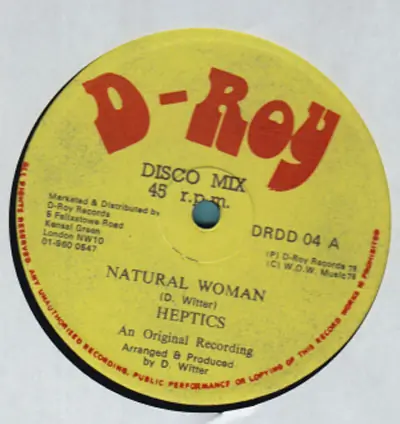 D-Roy
DISCO MIX
45 r.p.m.
Marketed & Distributed by
D-Roy Records
5 Felixstowe Road
Kensal Green
London NW10
01-960 0647
DRDD 04 A
(P) D-Roy Records 78
(C) W.D.W. Music 78
NATURAL WOMAN
(D. Witter)
HEPTICS
An Original Recording
Arranged & Produced
by D. Witter
ALL RIGHTS RESERVED. ANY UNAUTHORISED RECORDING, PUBLIC PERFORMANCE OR COPYING OF THIS RECORD WORKS IS PROHIBITED